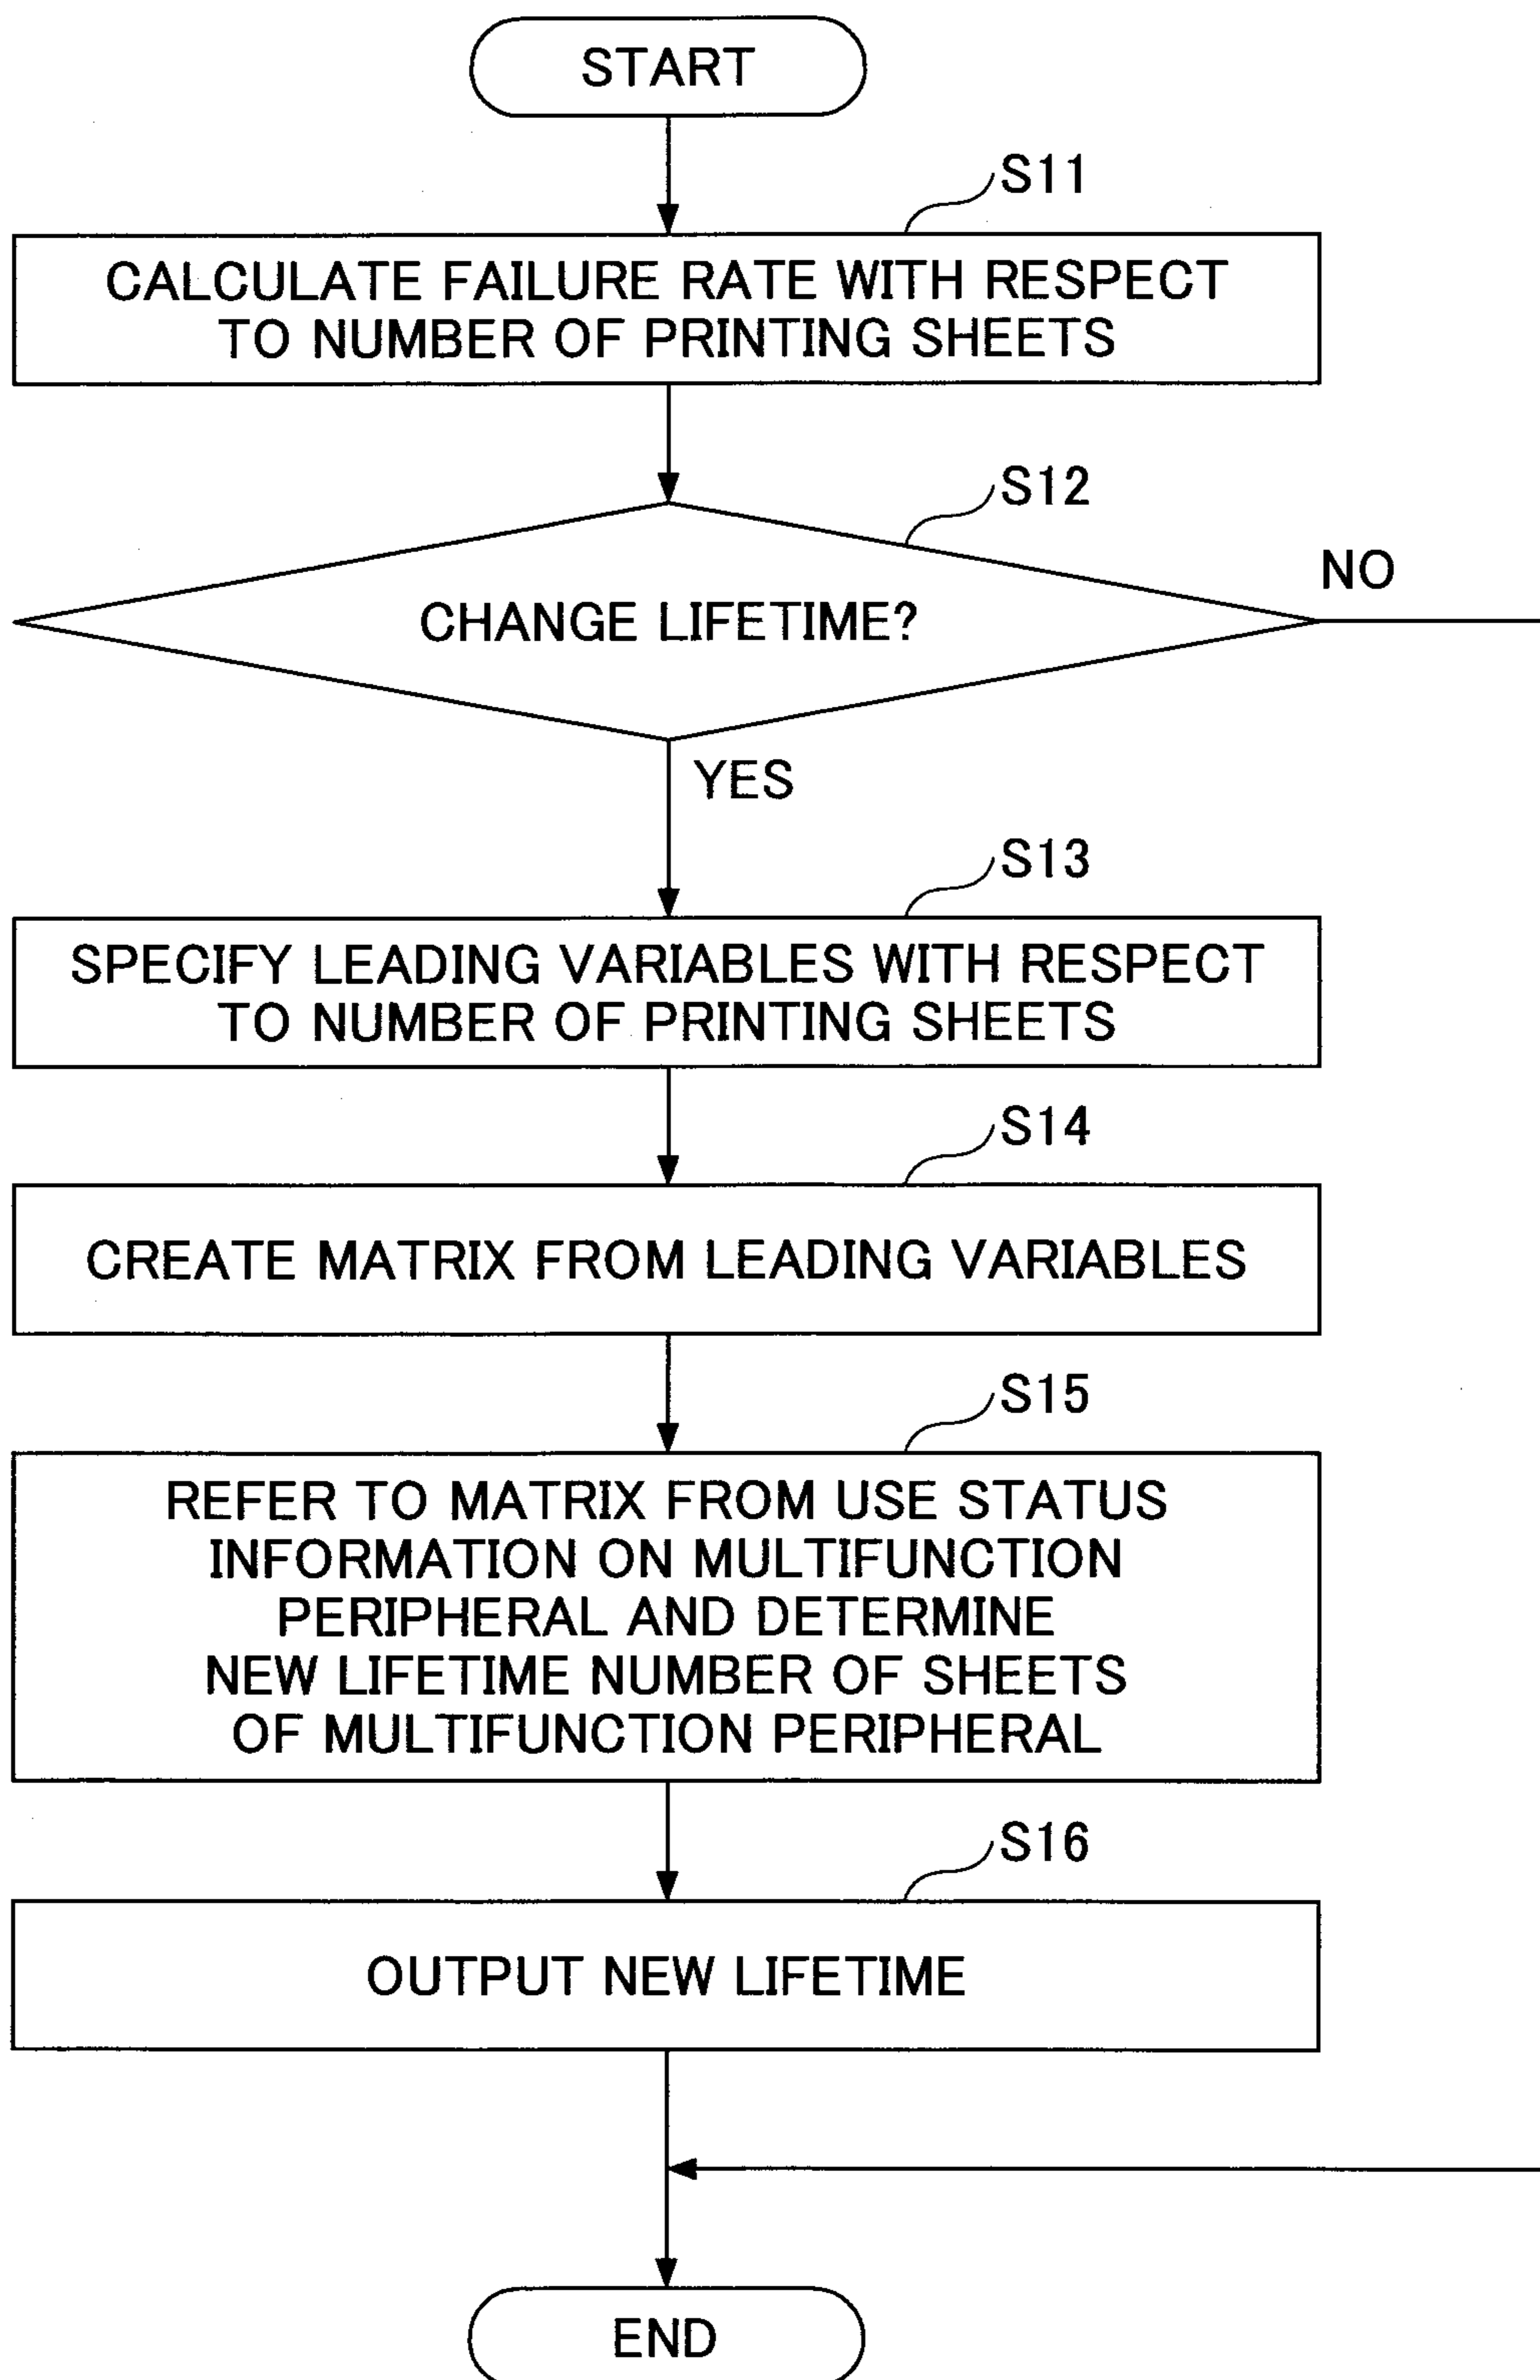 START
S11
CALCULATE FAILURE RATE WITH RESPECT
TO NUMBER OF PRINTING SHEETS
S12
CHANGE LIFETIME?
NO
YES
S13
SPECIFY LEADING VARIABLES WITH RESPECT
TO NUMBER OF PRINTING SHEETS
S14
CREATE MATRIX FROM LEADING VARIABLES
S15
REFER TO MATRIX FROM USE STATUS
INFORMATION ON MULTIFUNCTION
PERIPHERAL AND DETERMINE
NEW LIFETIME NUMBER OF SHEETS
OF MULTIFUNCTION PERIPHERAL
S16
OUTPUT NEW LIFETIME
END